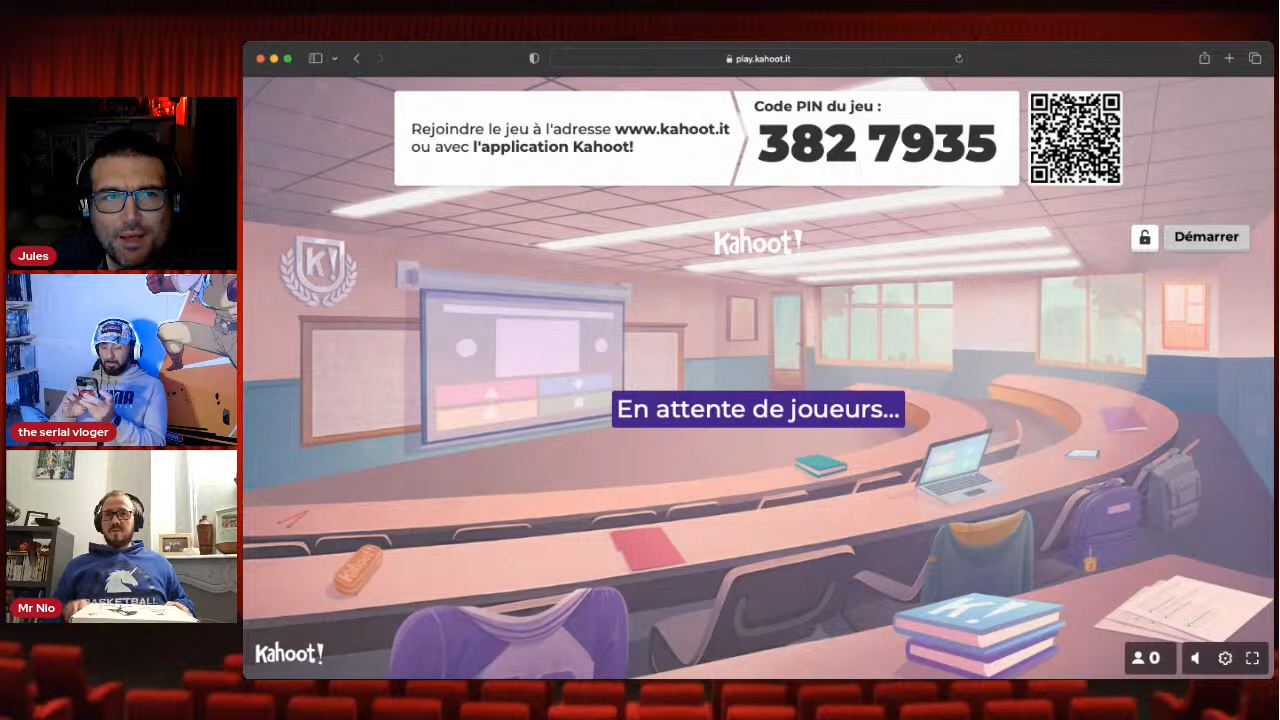 play.kahoot.it
Rejoindre le jeu à l'adresse www.kahoot.it
ou avec l'application Kahoot!
Code PIN du jeu :
382 7935
Kahoot!
Démarrer
K!
En attente de joueurs...
Jules
the serial vloger
Mr Nio
BASKETBALL
Kahoot!
K!
Kahoot!
0